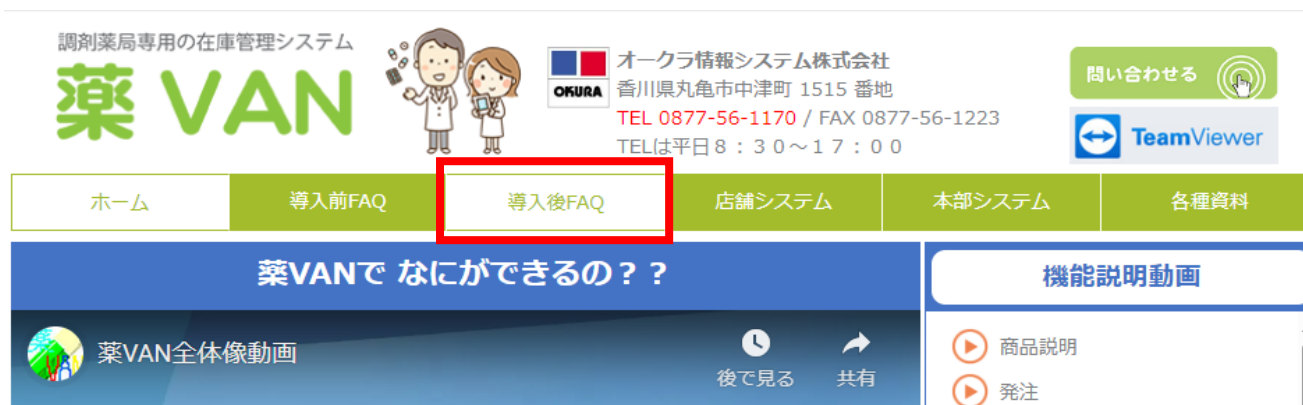 調剤薬局専用の在庫管理システム
薬 VAN
OKURA
オークラ情報システム株式会社
香川県丸亀市中津町 1515 番地
TEL 0877-56-1170 / FAX 0877-56-1223
TELは平日8：30～17：00
問い合わせる
TeamViewer
ホーム
導入前FAQ
導入後FAQ
店舗システム
本部システム
各種資料
薬VANで なにができるの？？
薬VAN全体像動画
後で見る
共有
機能説明動画
商品説明
発注